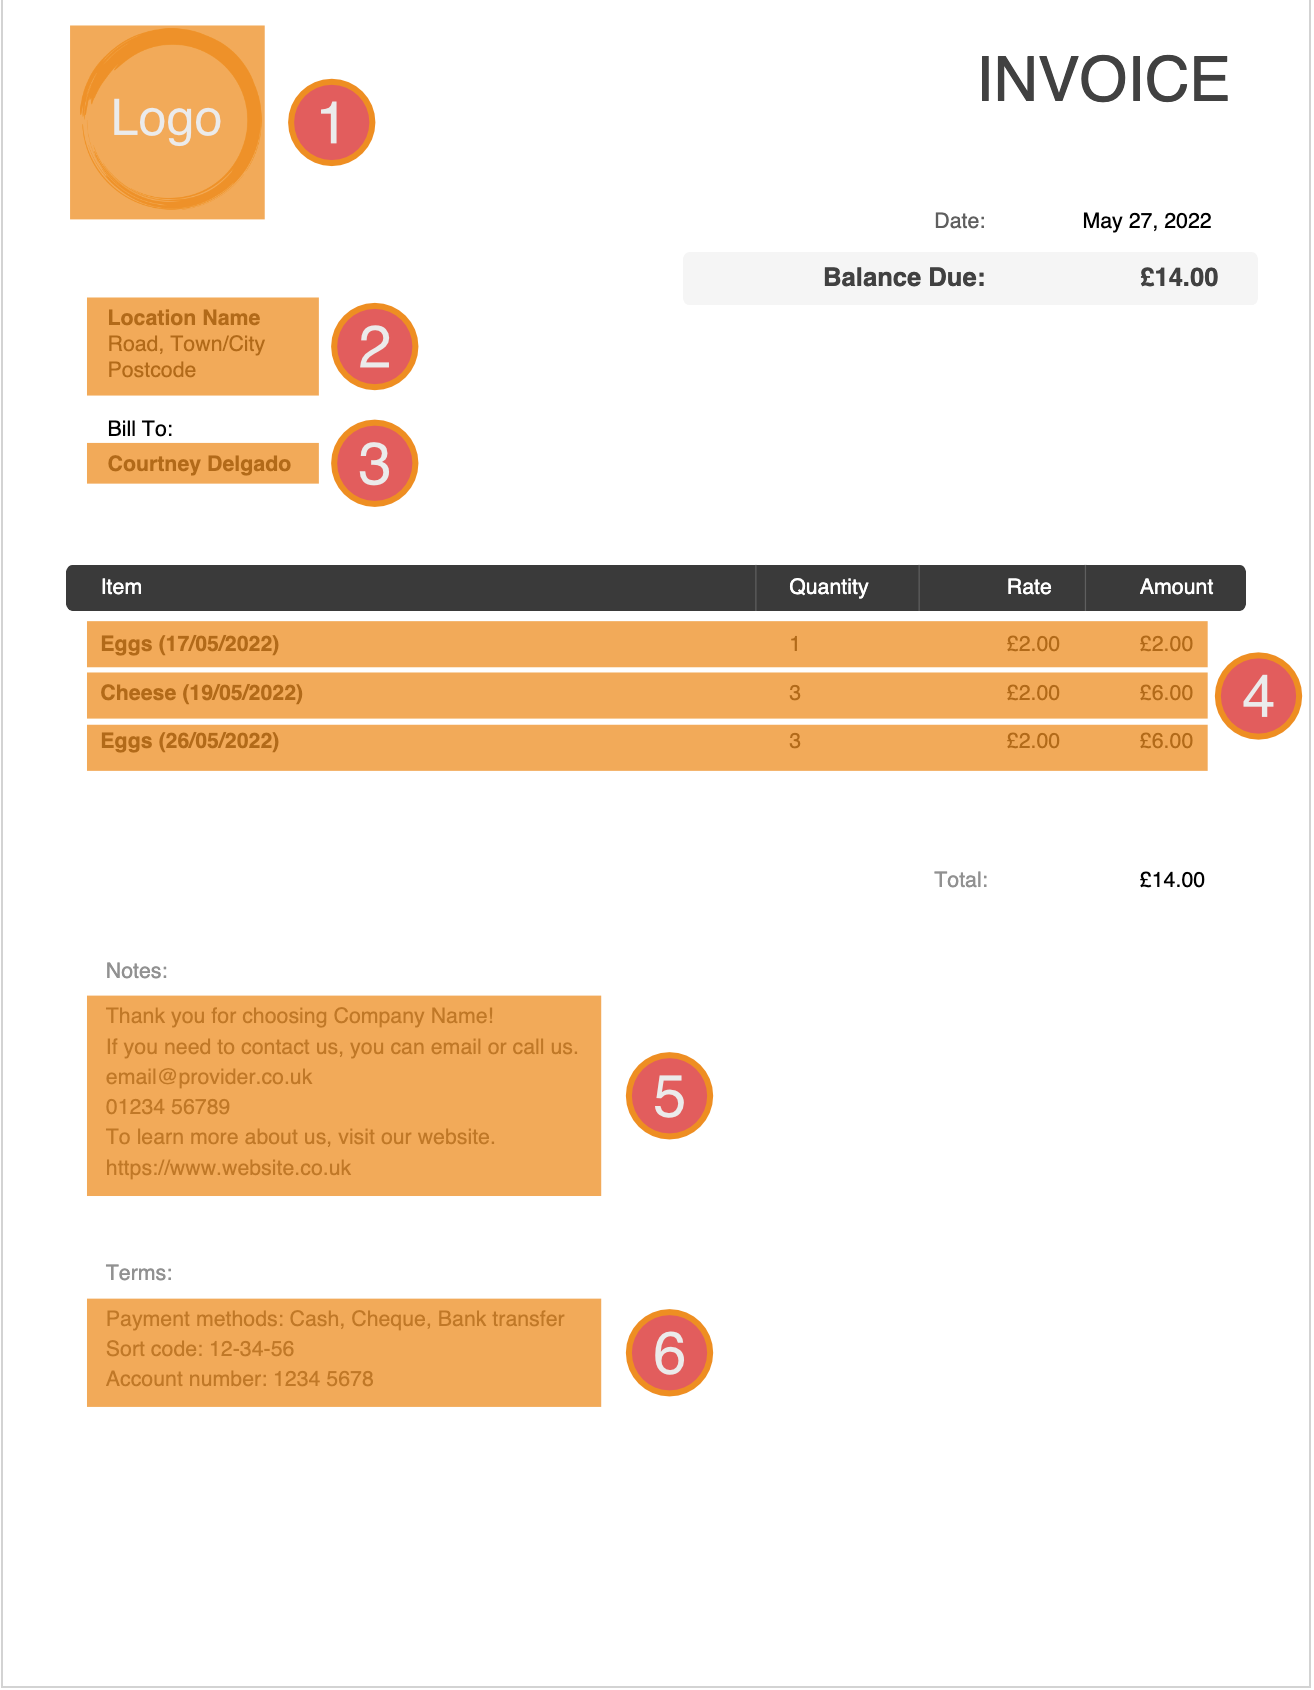 Logo
1
INVOICE
Date: May 27, 2022
Balance Due: £14.00
Location Name
Road, Town/City
Postcode
2
Bill To:
Courtney Delgado
3
Item Quantity Rate Amount
Eggs (17/05/2022) 1 £2.00 £2.00
Cheese (19/05/2022) 3 £2.00 £6.00
4
Eggs (26/05/2022) 3 £2.00 £6.00
Total: £14.00
Notes:
Thank you for choosing Company Name!
If you need to contact us, you can email or call us.
email@provider.co.uk
01234 56789
To learn more about us, visit our website.
https://www.website.co.uk
5
Terms:
Payment methods: Cash, Cheque, Bank transfer
Sort code: 12-34-56
Account number: 1234 5678
6